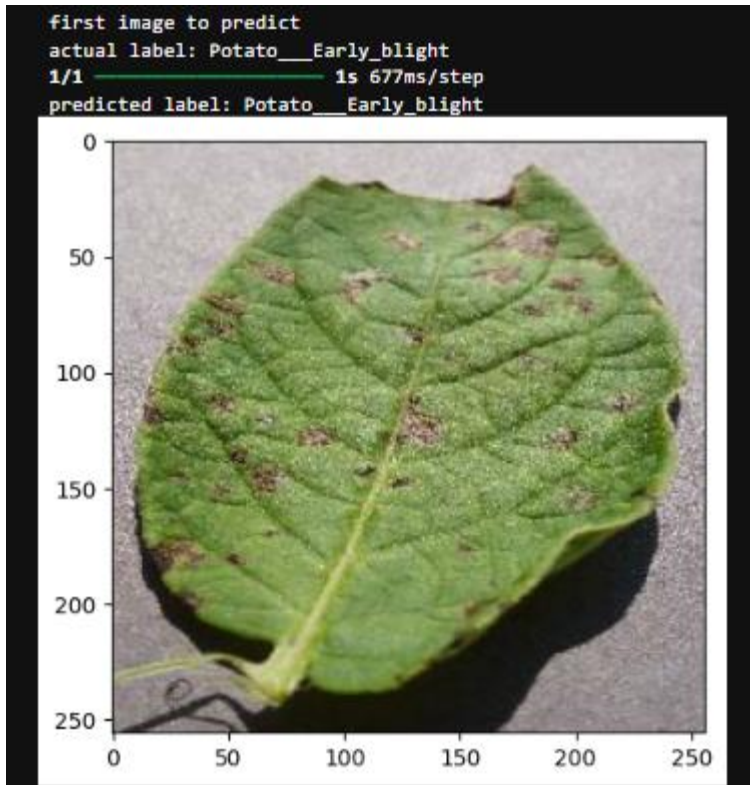 first image to predict
actual label: Potato___Early_blight
1/1 1s 677ms/step
predicted label: Potato___Early_blight
0
50
100
150
200
250
0 50 100 150 200 250